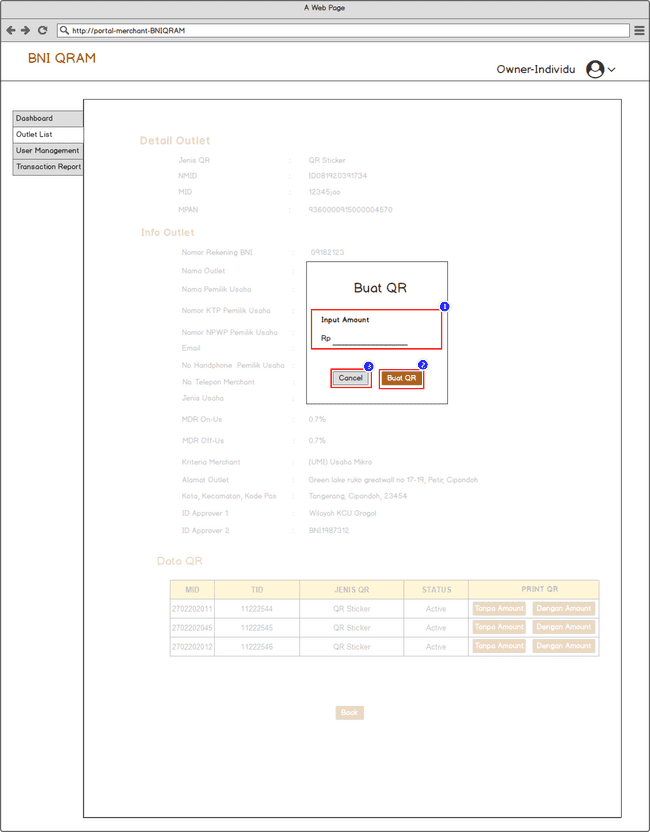 A Web Page
http://portal-merchant-BNIQRAM
BNI QRAM
Owner-Individu
Dashboard
Outlet List
User Management
Transaction Report
Detail Outlet
Jenis QR : QR Sticker
NMID : ID081920391734
MID : 12345jao
MPAN : 9360000915000004570
Info Outlet
Nomor Rekening BNI : 09182123
Nama Outlet :
Nama Pemilik Usaha :
Nomor KTP Pemilik Usaha :
Nomor NPWP Pemilik Usaha :
Email :
No Handphone Pemilik Usaha :
No Telepon Merchant :
Jenis Usaha :
MDR On-Us : 0.7%
MDR Off-Us : 0.7%
Kriteria Merchant : (UMI) Usaha Mikro
Alamat Outlet : Green lake ruko greatwall no 17-19, Petir, Cipondoh
Kota, Kecamatan, Kode Pos : Tangerang, Cipondoh, 23454
ID Approver 1 : Wilayah KCU Grogol
ID Approver 2 : BNI1987312
Buat QR
1
Input Amount
Rp
3
2
Cancel
Buat QR
Data QR
MID TID JENIS QR STATUS PRINT QR
2702202011 11222544 QR Sticker Active Tanpa Amount Dengan Amount
2702202045 11222545 QR Sticker Active Tanpa Amount Dengan Amount
2702202012 11222546 QR Sticker Active Tanpa Amount Dengan Amount
Back